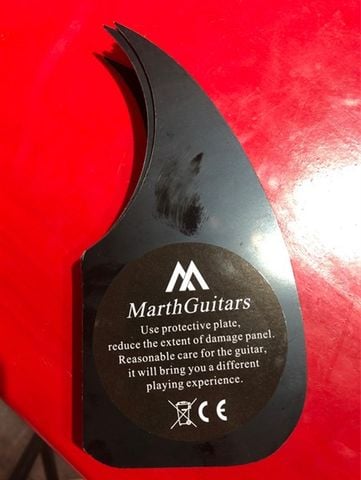 MarthGuitars
Use protective plate,
reduce the extent of damage panel.
Reasonable care for the guitar,
it will bring you a different
playing experience.
CE